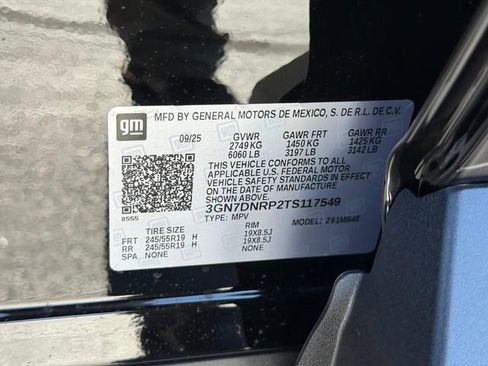 gm
MFD BY GENERAL MOTORS DE MEXICO, S. DE R.L. DE C.V.
09/25 GVWR GAWR FRT GAWR RR
2749 KG 1450 KG 1425 KG
6060 LB 3197 LB 3142 LB
THIS VEHICLE CONFORMS TO ALL
APPLICABLE U.S. FEDERAL MOTOR
VEHICLE SAFETY STANDARDS IN EFFECT
ON THE DATE OF MANUFACTURE SHOWN ABOVE.
3GN7DNRP2TS117549
8555 TYPE: MPV MODEL: 291MB48
TIRE SIZE RIM
FRT 245/55R19 H 19X8.5J
RR 245/55R19 H 19X8.5J
SPA NONE NONE